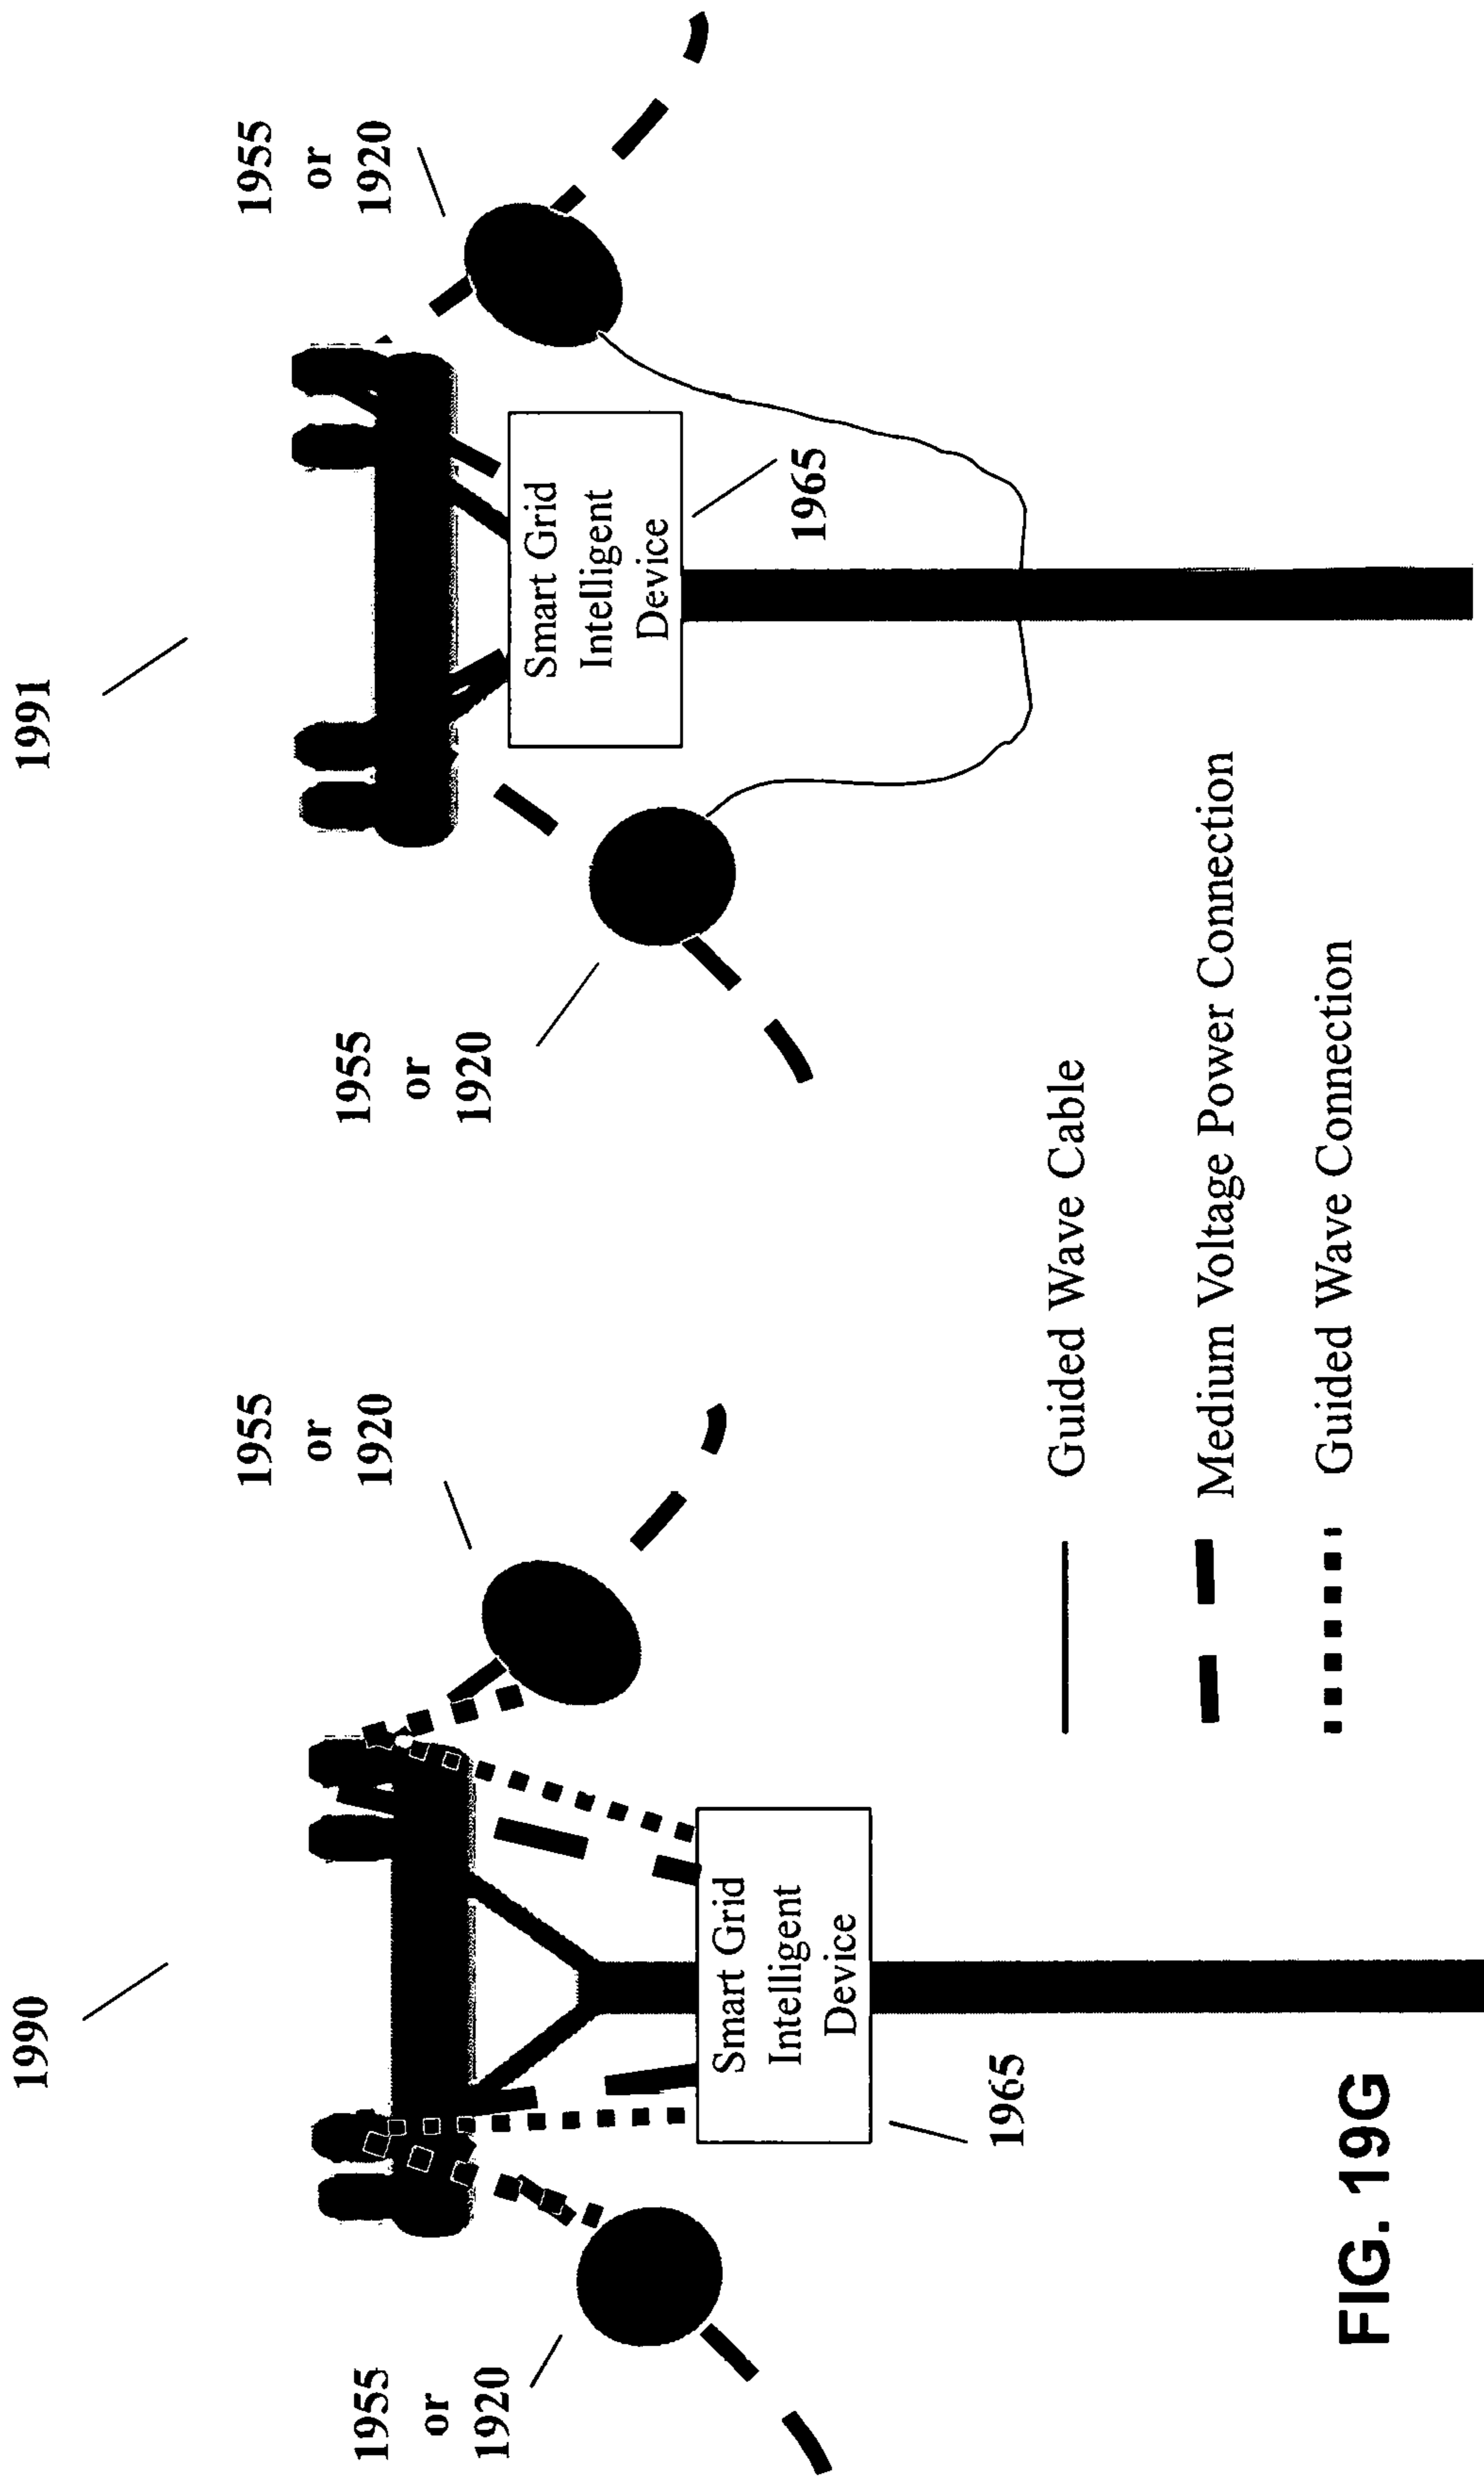 1990
1955
or
1920
1955
or
1920
Smart Grid
Intelligent
Device
1965
1991
1955
or
1920
1955
or
1920
Smart Grid
Intelligent
Device
1965
Guided Wave Cable
Medium Voltage Power Connection
Guided Wave Connection
FIG. 19G